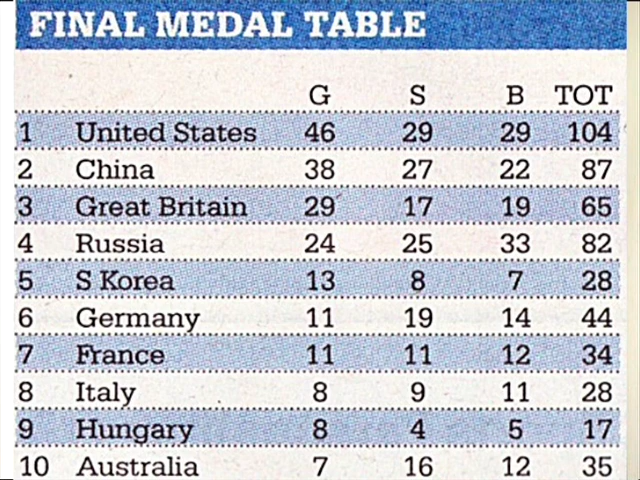 FINAL MEDAL TABLE
G S B TOT
1 United States 46 29 29 104
2 China 38 27 22 87
3 Great Britain 29 17 19 65
4 Russia 24 25 33 82
5 S Korea 13 8 7 28
6 Germany 11 19 14 44
7 France 11 11 12 34
8 Italy 8 9 11 28
9 Hungary 8 4 5 17
10 Australia 7 16 12 35